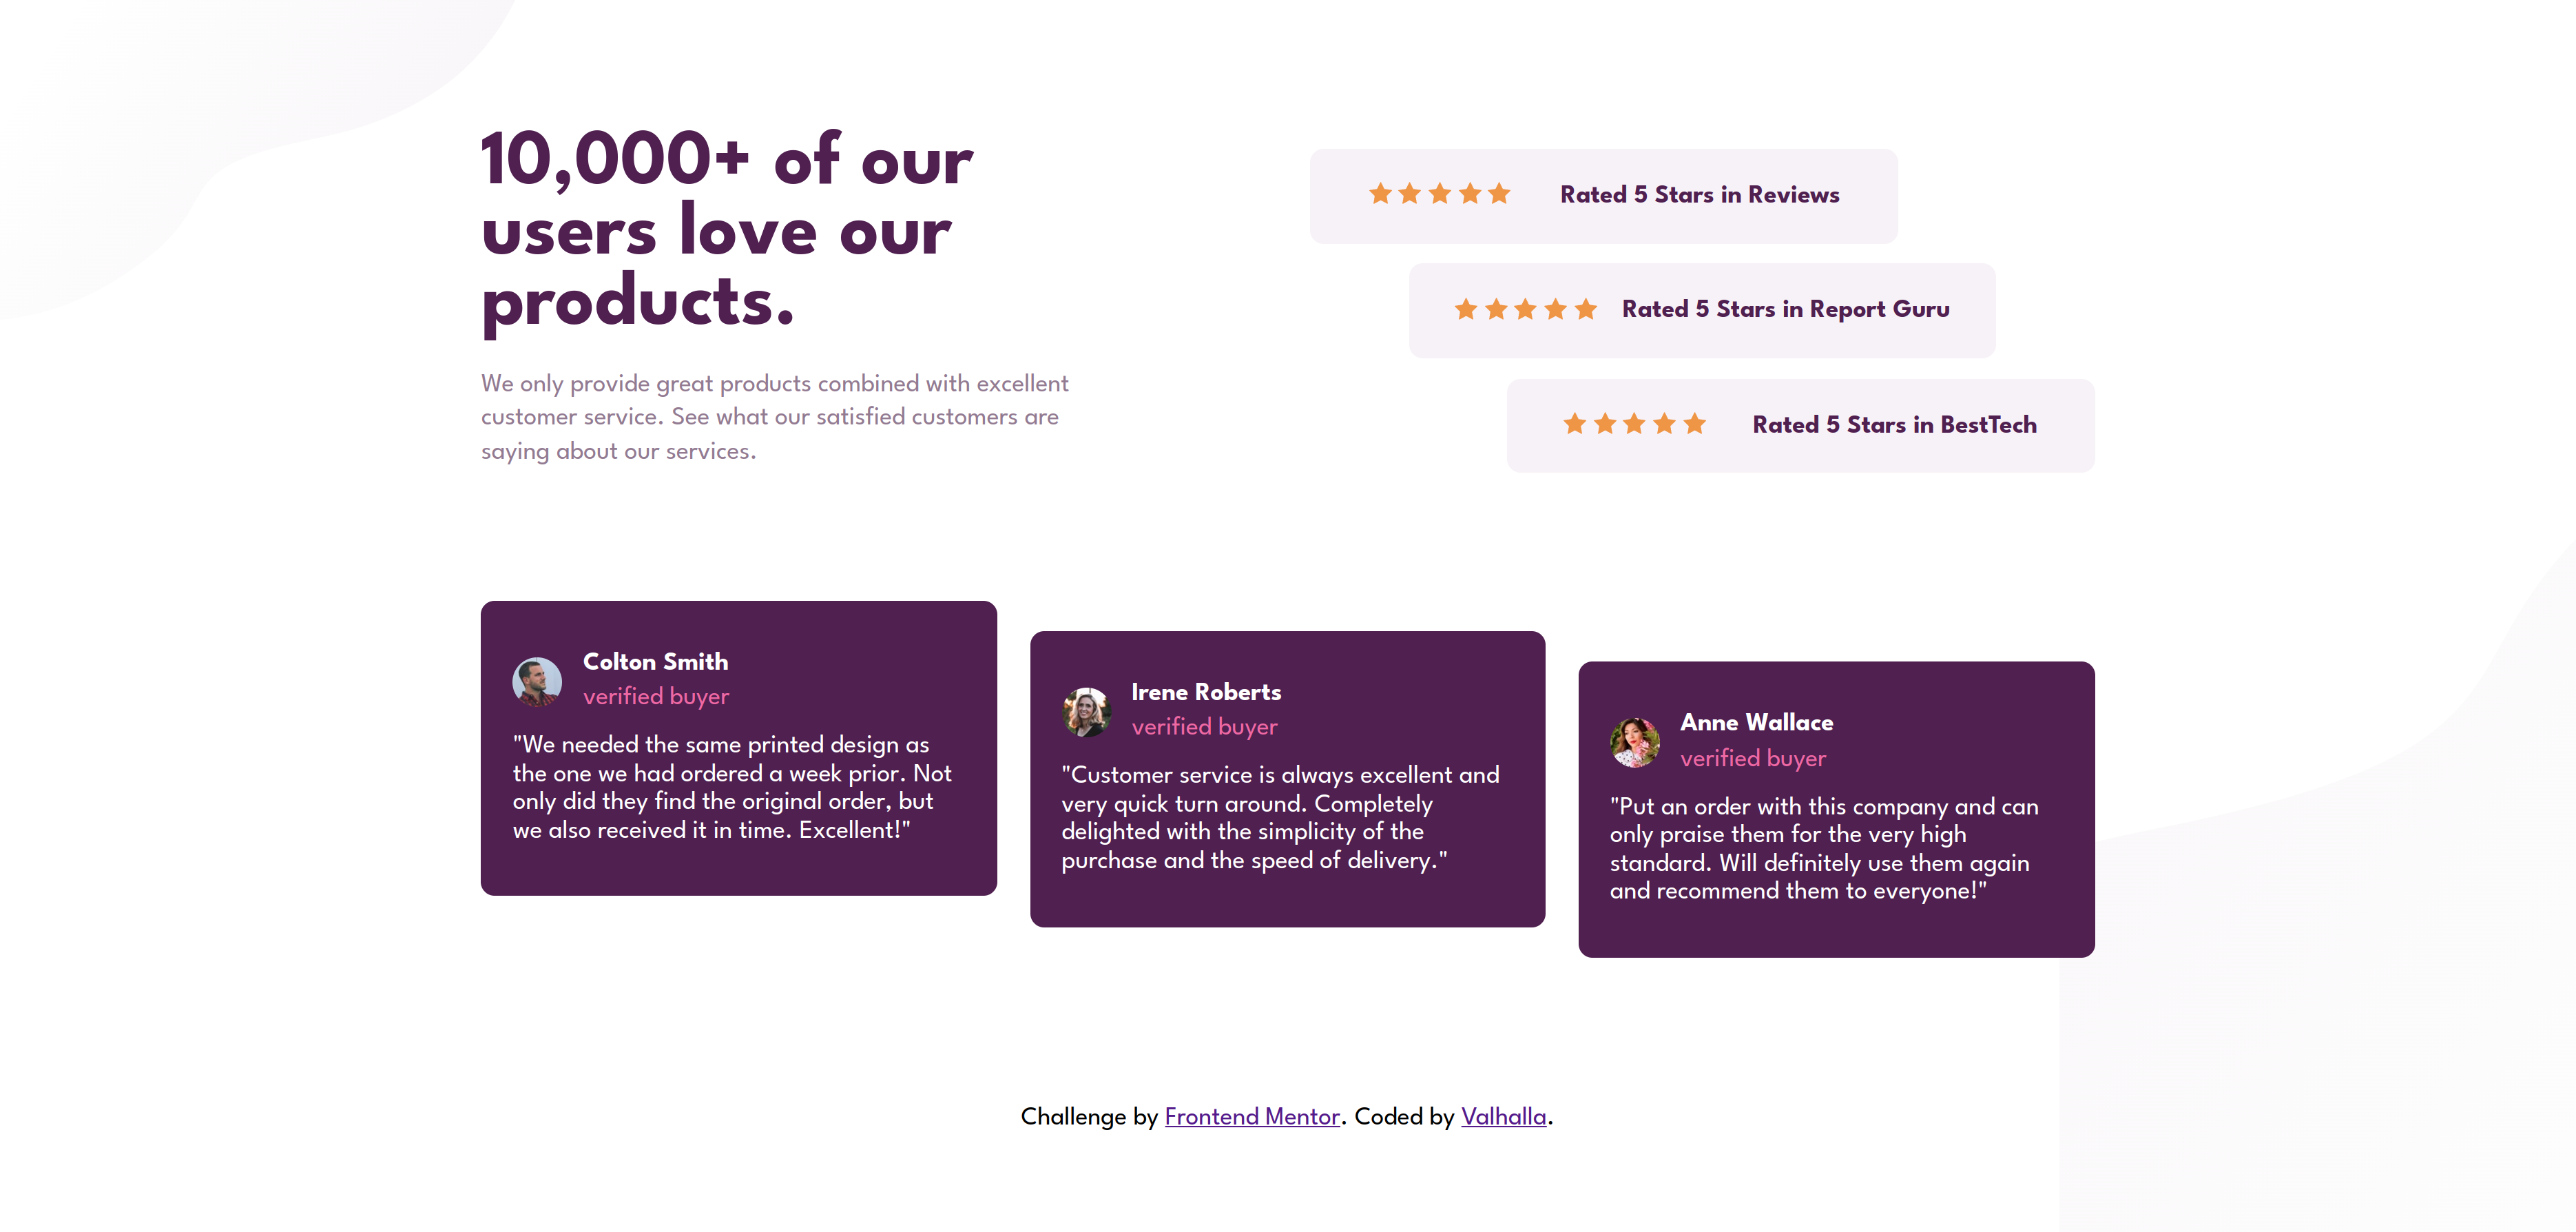 10,000+ of our
users love our
products.
We only provide great products combined with excellent
customer service. See what our satisfied customers are
saying about our services.
Rated 5 Stars in Reviews
Rated 5 Stars in Report Guru
Rated 5 Stars in BestTech
Colton Smith
verified buyer
"We needed the same printed design as
the one we had ordered a week prior. Not
only did they find the original order, but
we also received it in time. Excellent!"
Irene Roberts
verified buyer
"Customer service is always excellent and
very quick turn around. Completely
delighted with the simplicity of the
purchase and the speed of delivery."
Anne Wallace
verified buyer
"Put an order with this company and can
only praise them for the very high
standard. Will definitely use them again
and recommend them to everyone!"
Challenge by Frontend Mentor. Coded by Valhalla.